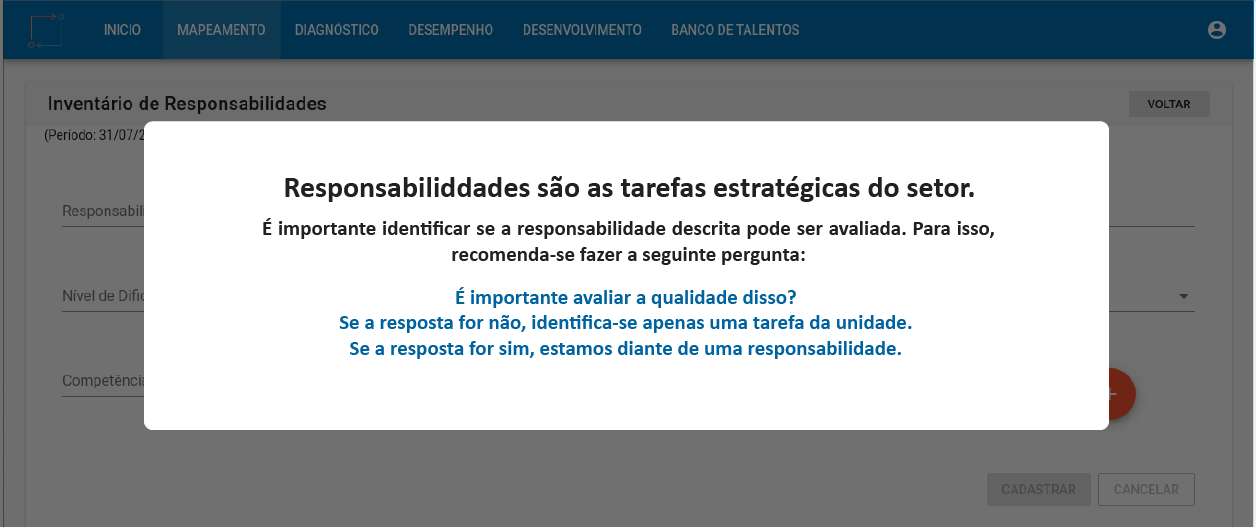 INICIO MAPEAMENTO DIAGNÓSTICO DESEMPENHO DESENVOLVIMENTO BANCO DE TALENTOS
Inventário de Responsabilidades VOLTAR
(Período: 31/07/2
Responsabiliddades são as tarefas estratégicas do setor.
Responsabili
É importante identificar se a responsabilidade descrita pode ser avaliada. Para isso,
recomenda-se fazer a seguinte pergunta:
Nível de Dific
É importante avaliar a qualidade disso?
Se a resposta for não, identifica-se apenas uma tarefa da unidade.
Se a resposta for sim, estamos diante de uma responsabilidade.
Competência
CADASTRAR CANCELAR